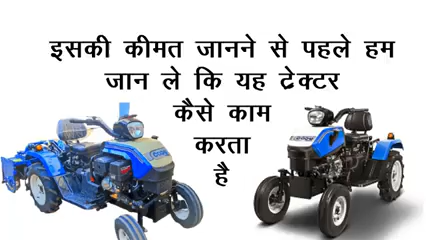 इसकी कीमत जानने से पहले हम
जान ले कि यह ट्रेक्टर
कैसे काम
करता
है